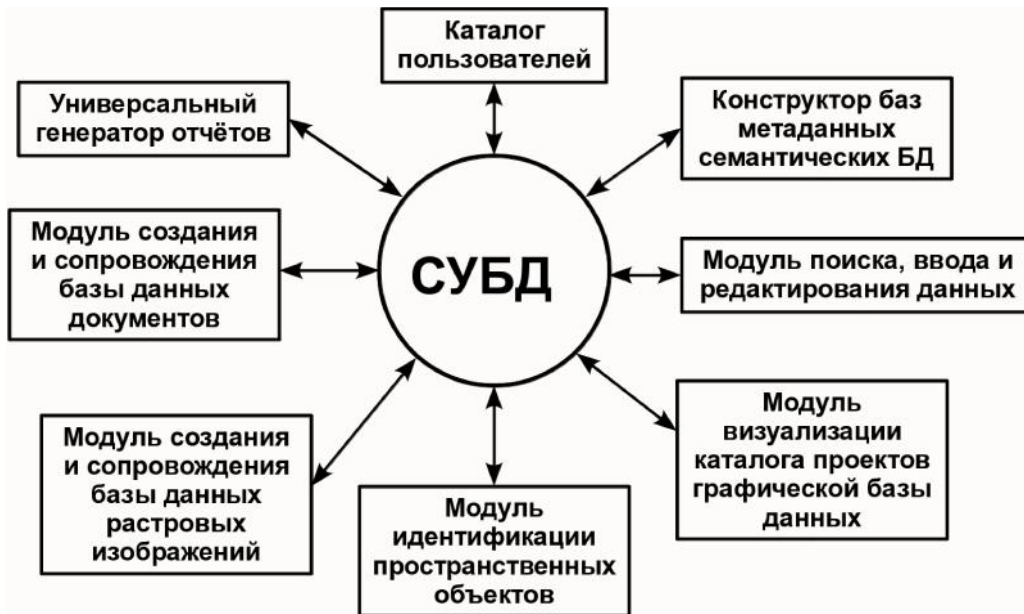 Каталог
пользователей
Универсальный
генератор отчётов
Конструктор баз
метаданных
семантических БД
Модуль создания
и сопровождения
базы данных
документов
СУБД
Модуль поиска, ввода и
редактирования данных
Модуль создания
и сопровождения
базы данных
растровых
изображений
Модуль
идентификации
пространственных
объектов
Модуль
визуализации
каталога проектов
графической базы
данных